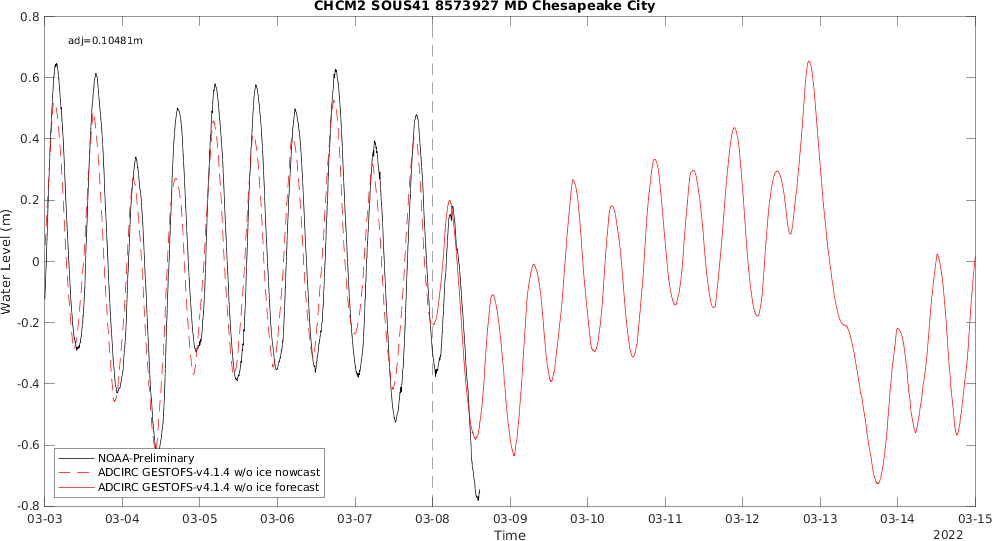 CHCM2 SOUS41 8573927 MD Chesapeake City
adj=0.10481m
0.8
0.6
0.4
0.2
0
-0.2
-0.4
-0.6
-0.8
Water Level (m)
NOAA-Preliminary
ADCIRC GESTOFS-v4.1.4 w/o ice nowcast
ADCIRC GESTOFS-v4.1.4 w/o ice forecast
03-03 03-04 03-05 03-06 03-07 03-08 03-09 03-10 03-11 03-12 03-13 03-14 03-15
Time
2022